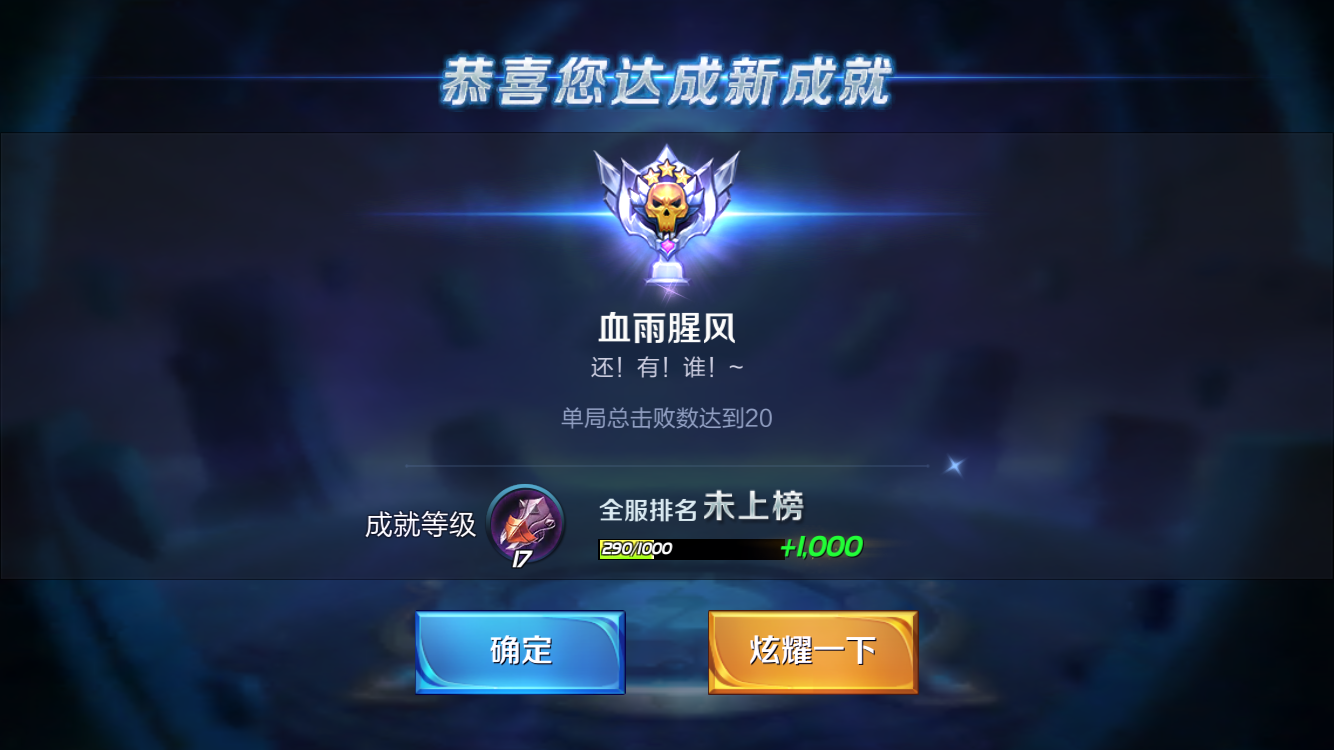 恭喜您达成新成就
血雨腥风
还！有！谁！~
单局总击败数达到20
成就等级
17
全服排名 未上榜
290/1000 +1,000
确定 炫耀一下